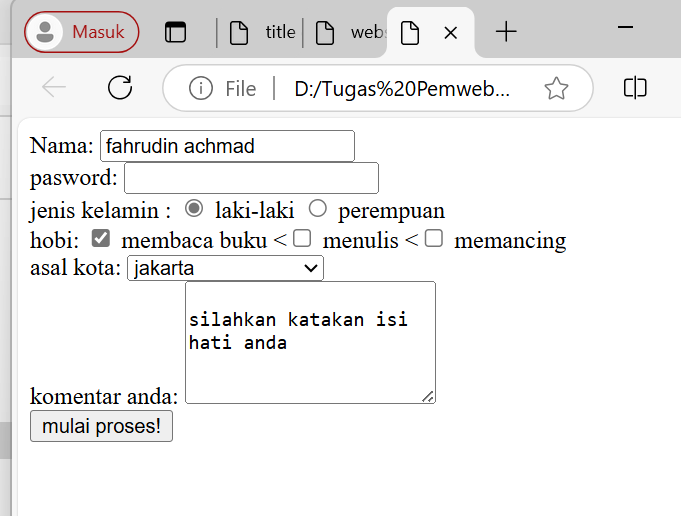 Masuk title web
File D:/Tugas%20Pemweb...
Nama: fahrudin achmad
pasword:
jenis kelamin : laki-laki perempuan
hobi: membaca buku < menulis < memancing
asal kota: jakarta
silahkan katakan isi
hati anda
komentar anda:
mulai proses!